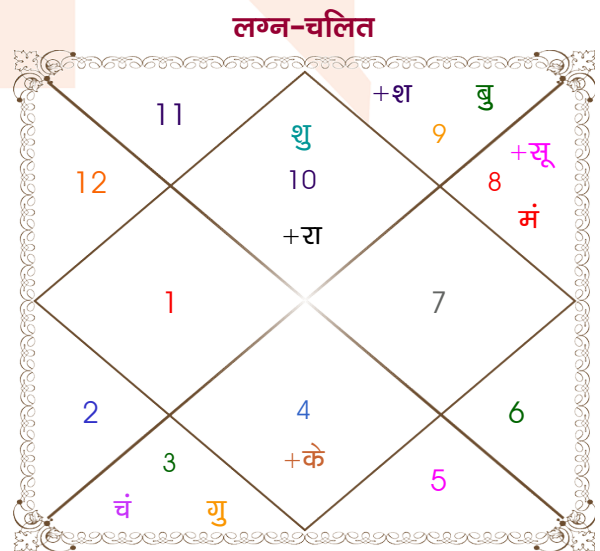 लग्न-चलित
+श बु
11 शु 9 +सू
12 10 8
+रा मं
1 7
2 4 6
3 +के 5
चं गु